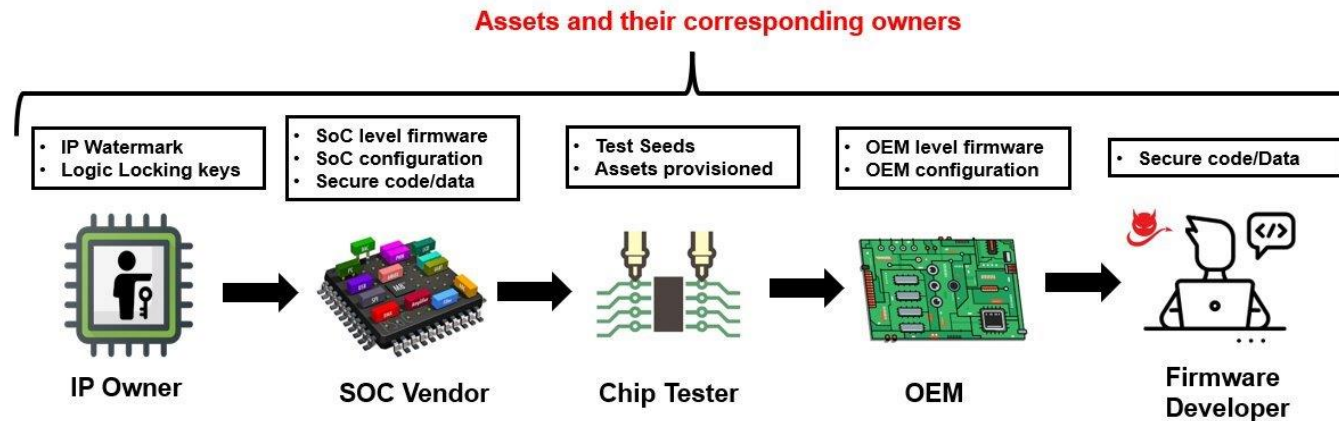 Assets and their corresponding owners
• IP Watermark
• Logic Locking keys
• SoC level firmware
• SoC configuration
• Secure code/data
• Test Seeds
• Assets provisioned
• OEM level firmware
• OEM configuration
• Secure code/Data
</>
IP Owner
SOC Vendor
Chip Tester
OEM
Firmware
Developer